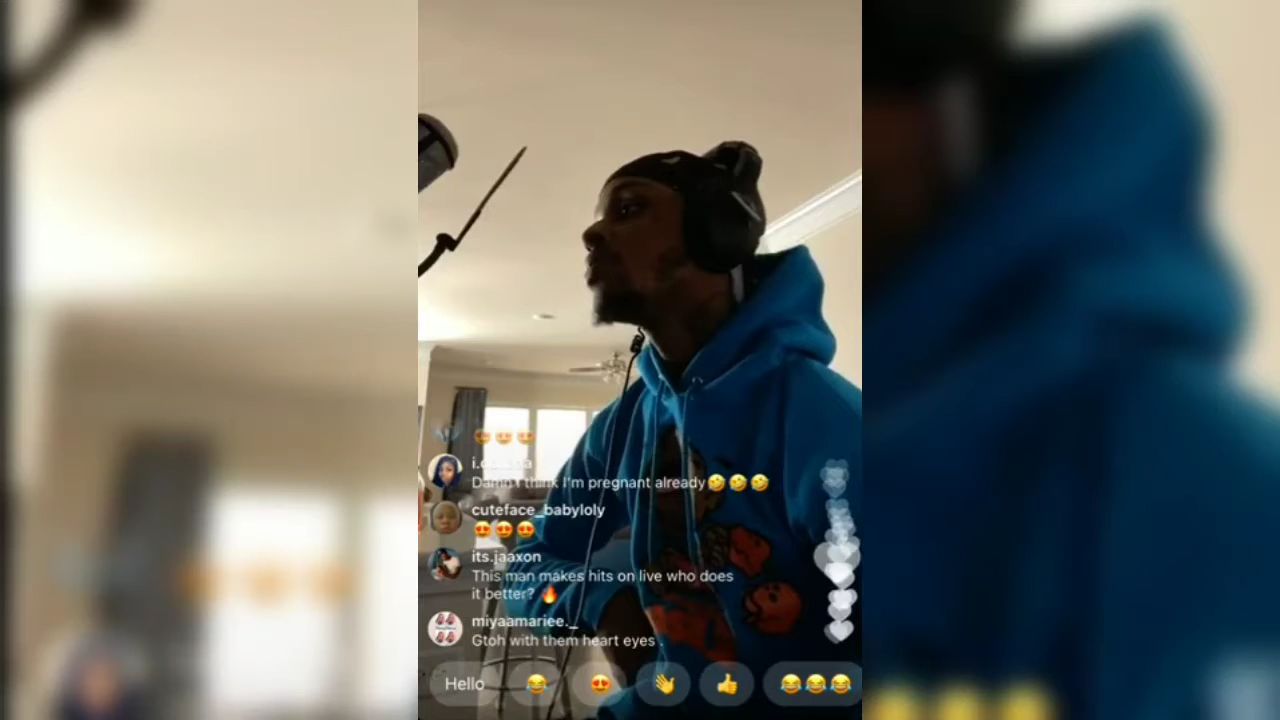 😍😍😍
Damn I think I'm pregnant already🤣🤣🤣
cuteface_babyloly
😍😍😍
its.jaaxon
This man makes hits on live who does
it better? 🔥
miyaamariee._
Gtoh with them heart eyes
Hello 😂 😍 👋 👍 😂😂😂